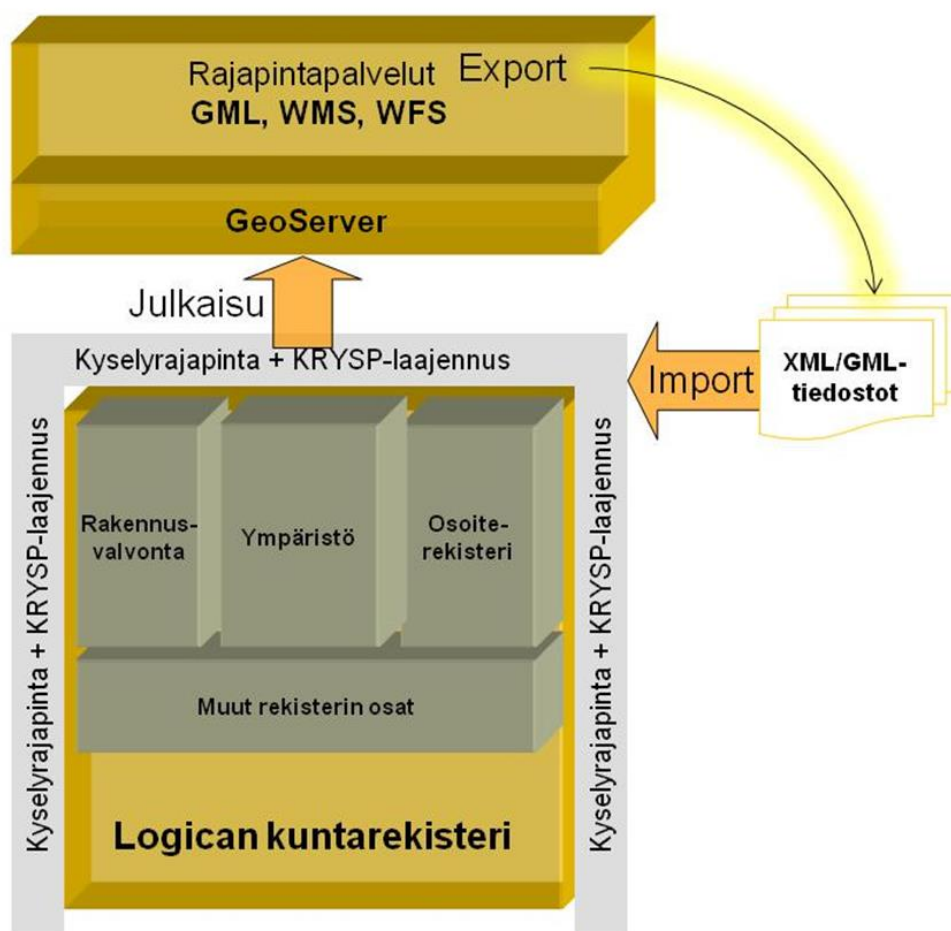 Rajapintapalvelut Export
GML, WMS, WFS
GeoServer
Julkaisu
Kyselyrajapinta + KRYSP-laajennus
Import
XML/GML-
tiedostot
Kyselyrajapinta + KRYSP-laajennus
Rakennus-
valvonta
Ympäristö
Osoite-
rekisteri
Kyselyrajapinta + KRYSP-laajennus
Muut rekisterin osat
Logican kuntarekisteri